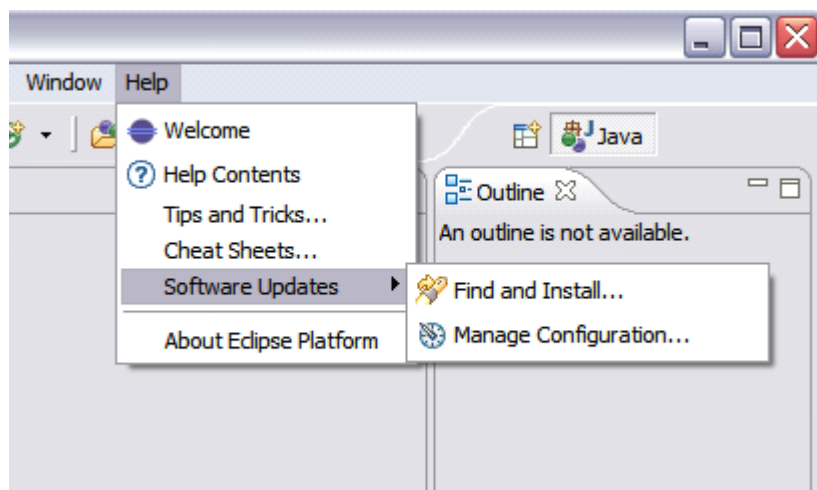 Window Help
Welcome
Help Contents
Tips and Tricks...
Cheat Sheets...
Software Updates
About Eclipse Platform
Java
Outline
An outline is not available.
Find and Install...
Manage Configuration...